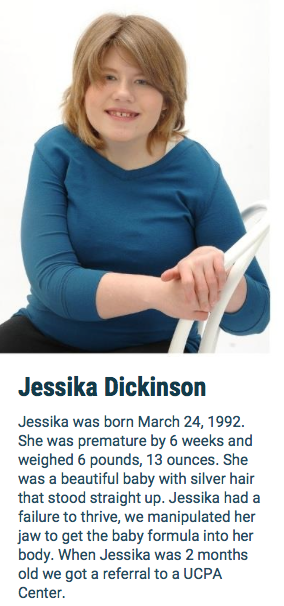 Jessika Dickinson
Jessika was born March 24, 1992.
She was premature by 6 weeks and
weighed 6 pounds, 13 ounces. She
was a beautiful baby with silver hair
that stood straight up. Jessika had a
failure to thrive, we manipulated her
jaw to get the baby formula into her
body. When Jessika was 2 months
old we got a referral to a UCPA
Center.